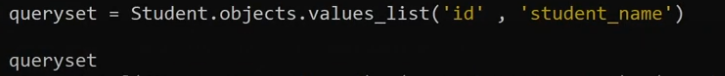 queryset = Student.objects.values_list('id' , 'student_name')
queryset